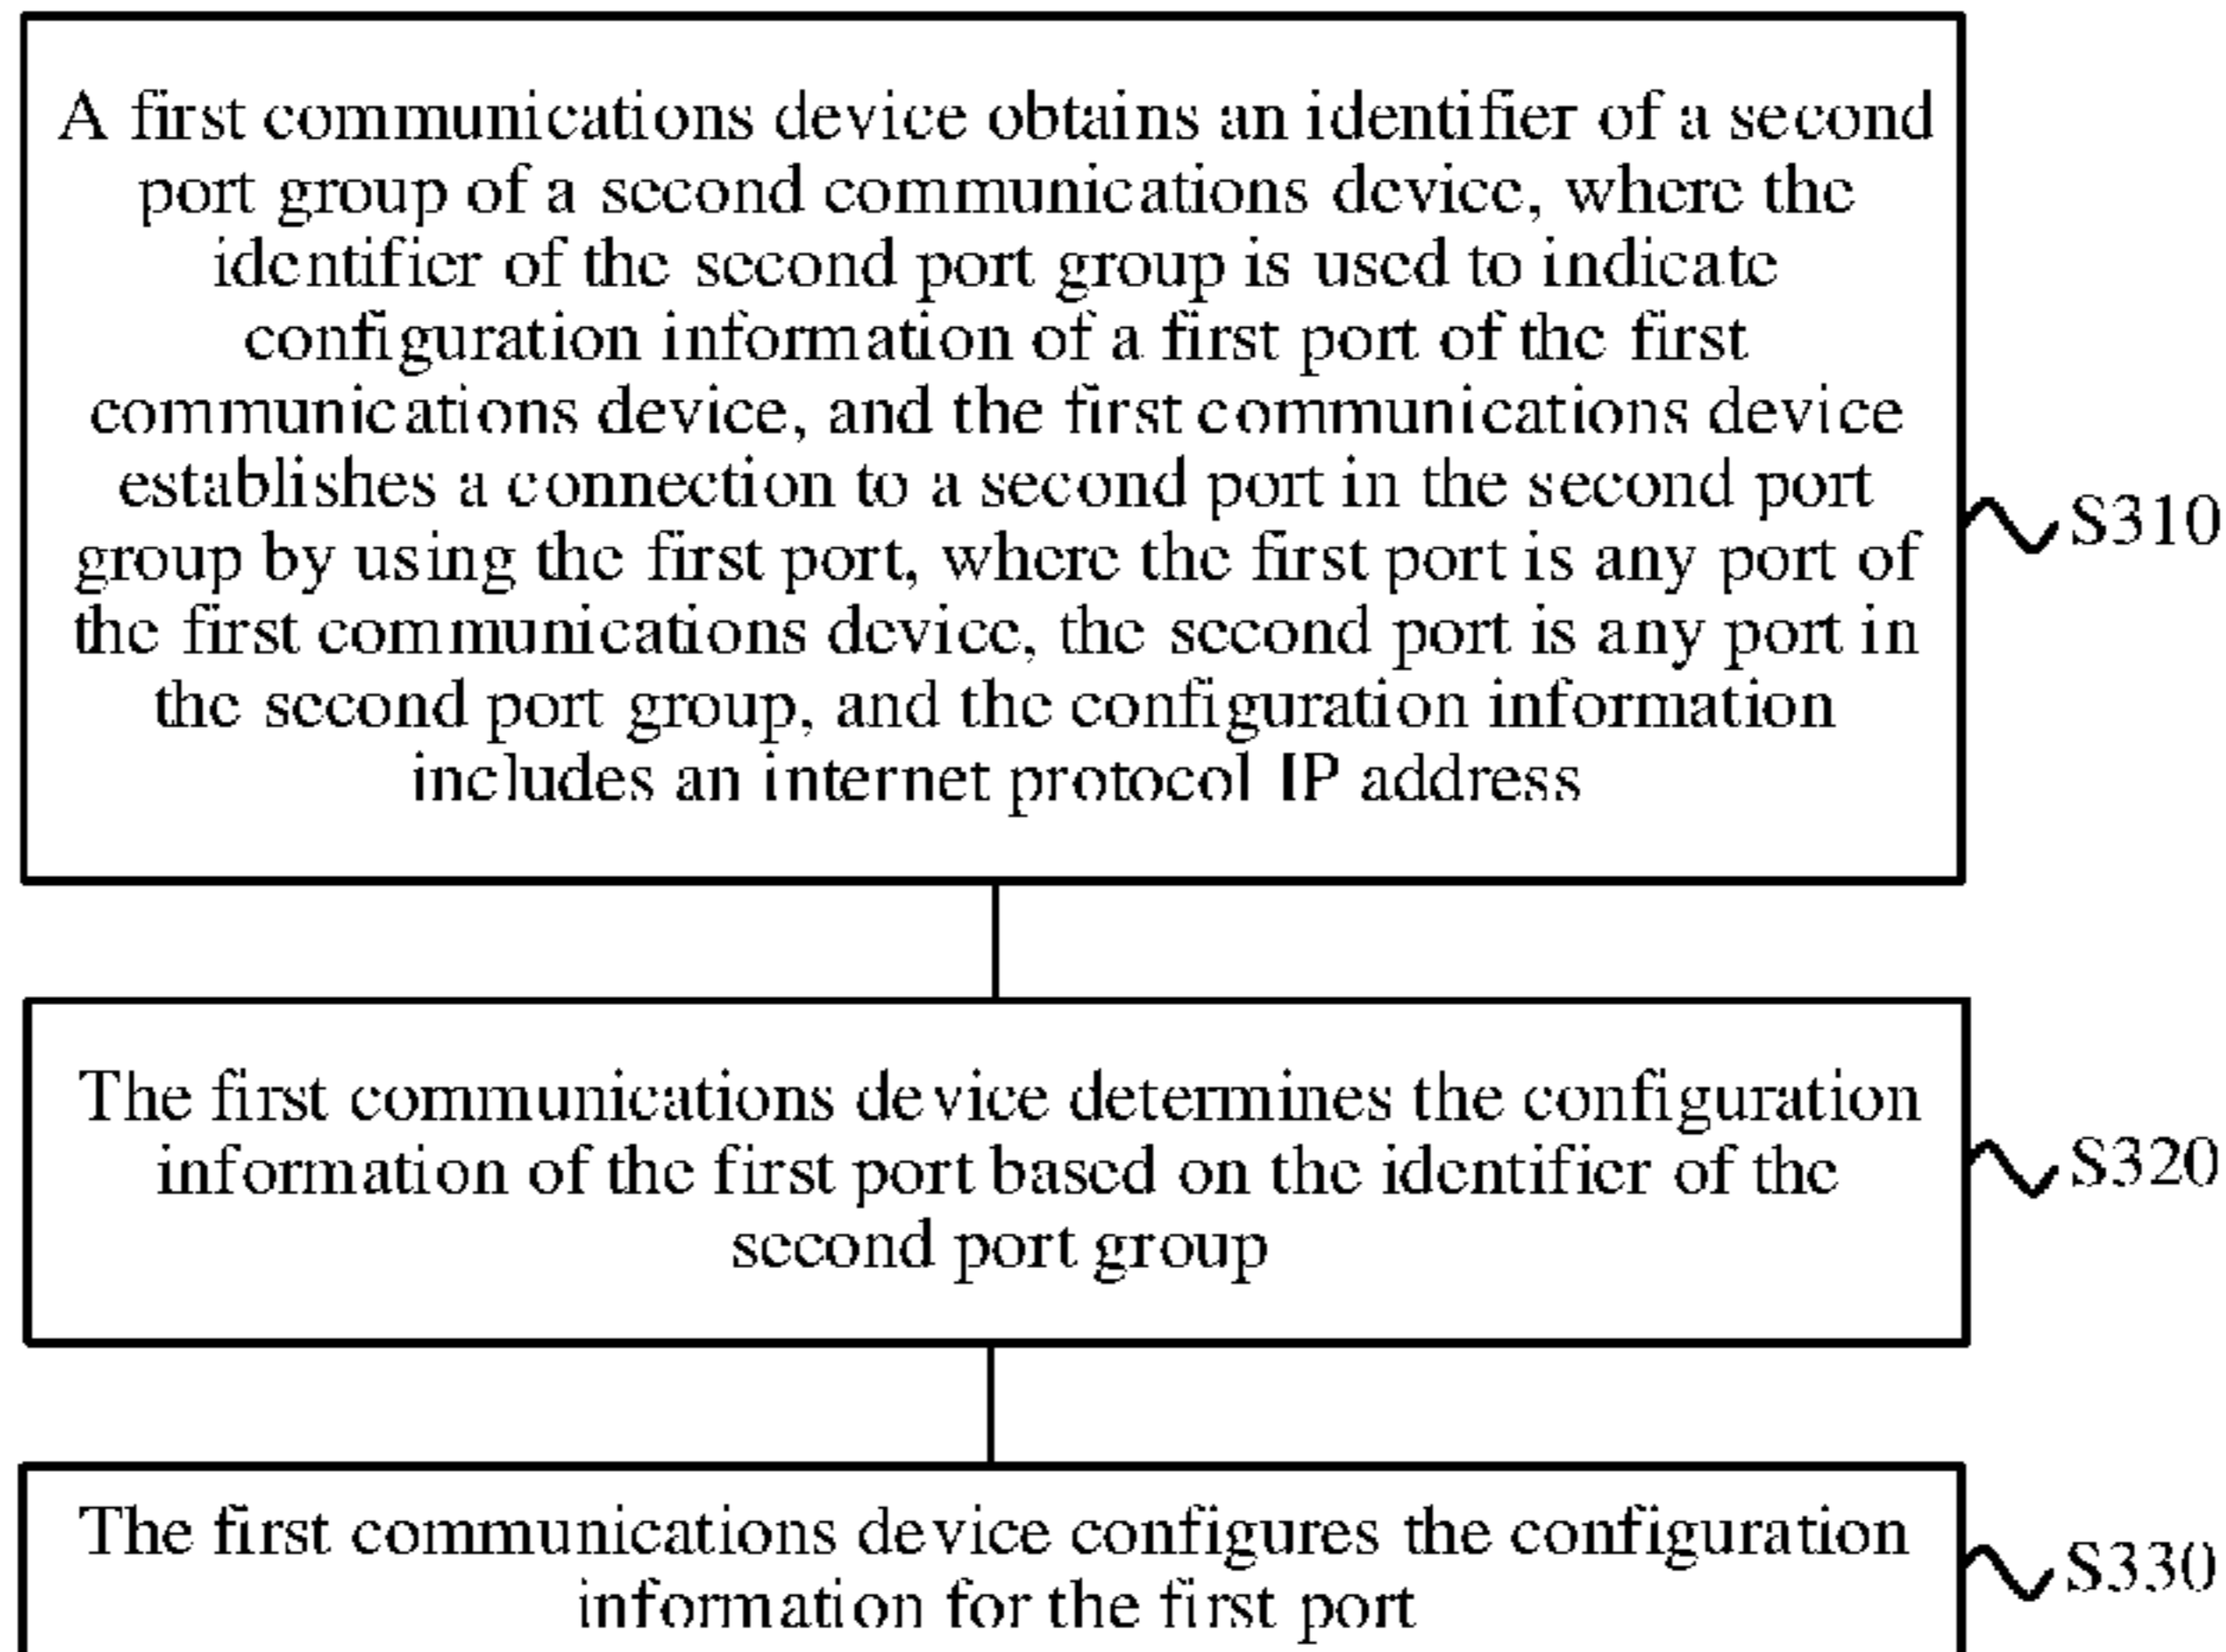 A first communications device obtains an identifier of a second
port group of a second communications device, where the
identifier of the second port group is used to indicate
configuration information of a first port of the first
communications device, and the first communications device
establishes a connection to a second port in the second port
group by using the first port, where the first port is any port of
the first communications device, the second port is any port in
the second port group, and the configuration information
includes an internet protocol IP address
S310
The first communications device determines the configuration
information of the first port based on the identifier of the
second port group
S320
The first communications device configures the configuration
information for the first port
S330